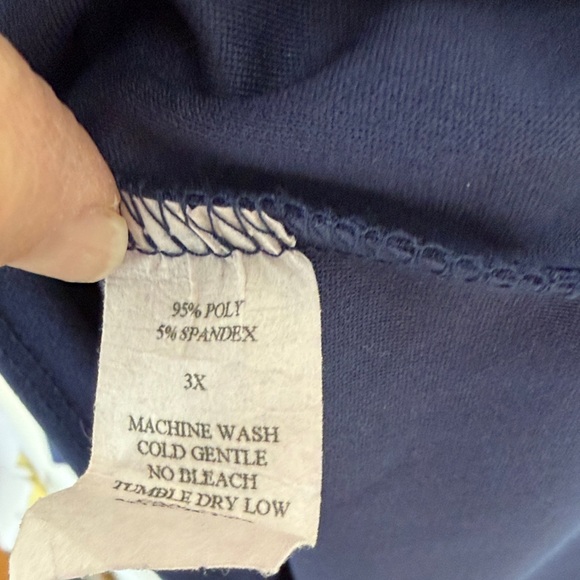 95% POLY
5% SPANDEX
3X
MACHINE WASH
COLD GENTLE
NO BLEACH
TUMBLE DRY LOW